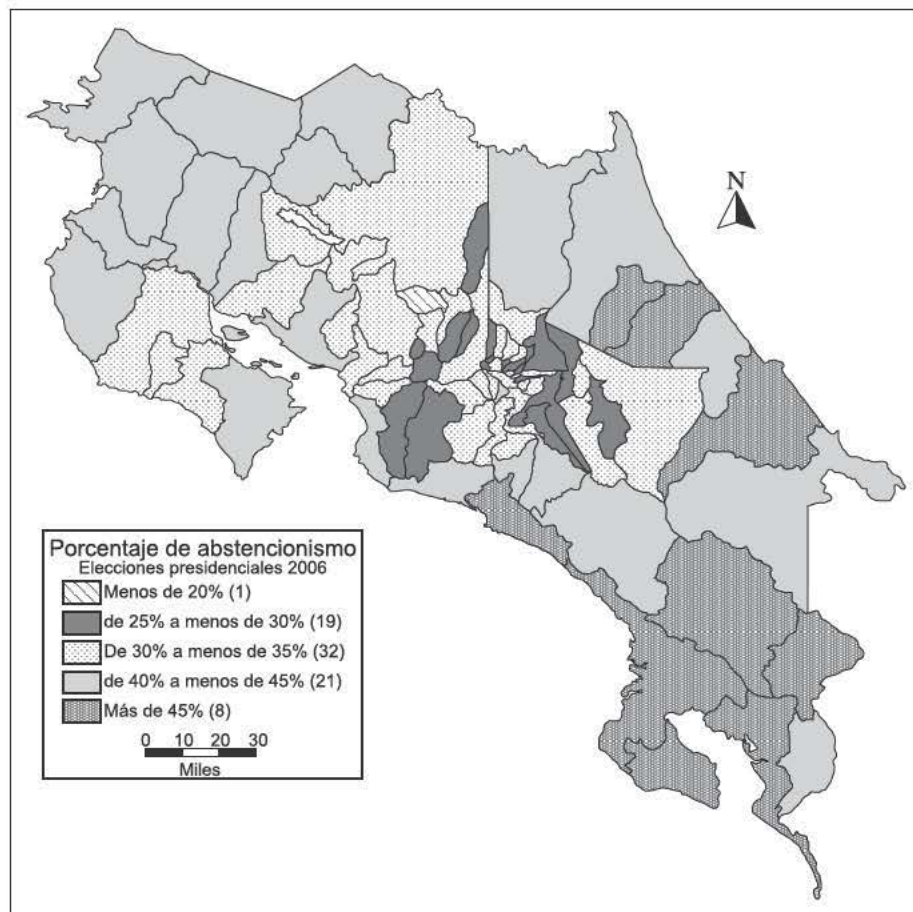 N
Porcentaje de abstencionismo
Elecciones presidenciales 2006
Menos de 20% (1)
de 25% a menos de 30% (19)
De 30% a menos de 35% (32)
de 40% a menos de 45% (21)
Más de 45% (8)
0 10 20 30
Miles